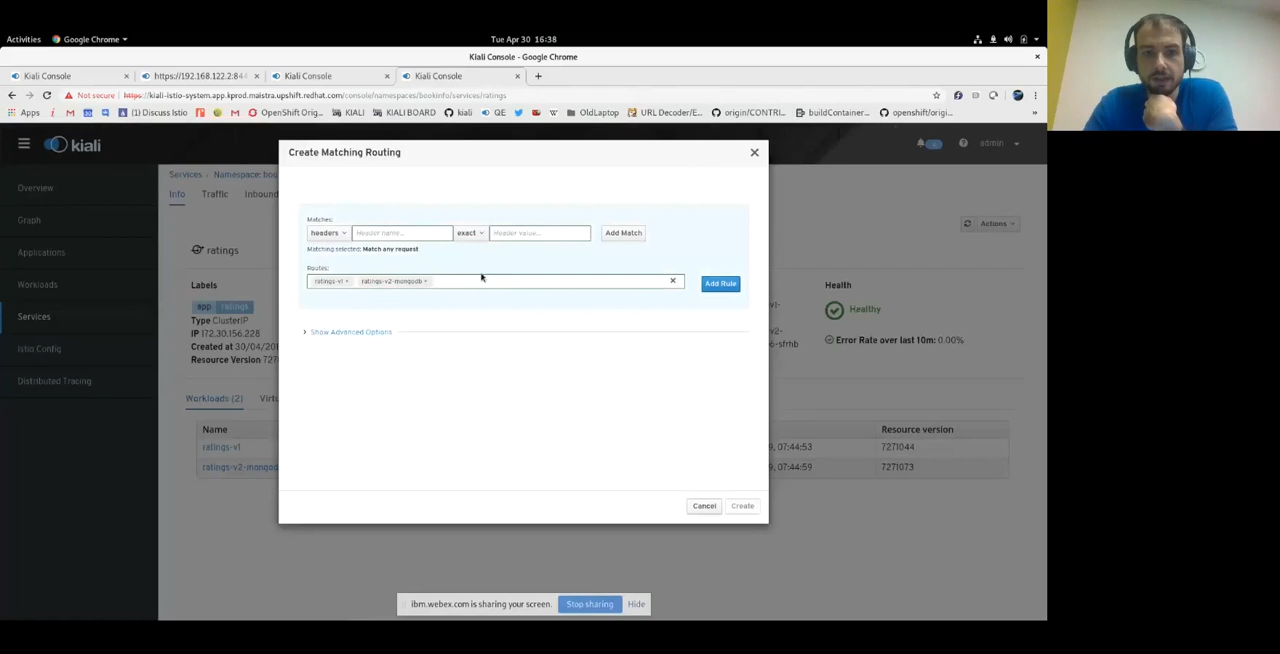 Activities Google Chrome Tue Apr 30 16:38
Kiali Console - Google Chrome
Kiali Console × https://192.168.122.2:844 × Kiali Console × Kiali Console × +
Not secure https://kiali-istio-system.app.kprod.maistra.upshift.redhat.com/console/namespaces/bookinfo/services/ratings
Apps (1) Discuss Istio OpenShift Orig... KIALI KIALI BOARD kiali QE OldLaptop URL Decoder/E... origin/CONTRI... buildContainer... openshift/origi... »
kiali admin
Services Namespace: boo
Info Traffic Inbound
Overview
Graph
Applications
Workloads
Services
Istio Config
Distributed Tracing
Actions
ratings
Labels
app ratings
Type ClusterIP
IP 172.30.156.228
Created at 30/04/201
Resource Version 7270
Health
Healthy
Error Rate over last 10m: 0.00%
Workloads (2) Virtu
Name Resource version
ratings-v1 9, 07:44:53 7271044
ratings-v2-mongod 9, 07:44:59 7271073
Create Matching Routing ×
Matches:
headers Header name... exact Header value... Add Match
Matching selected: Match any request
Routes:
ratings-v1 × ratings-v2-mongodb × × Add Rule
Show Advanced Options
Cancel Create
ibm.webex.com is sharing your screen. Stop sharing Hide